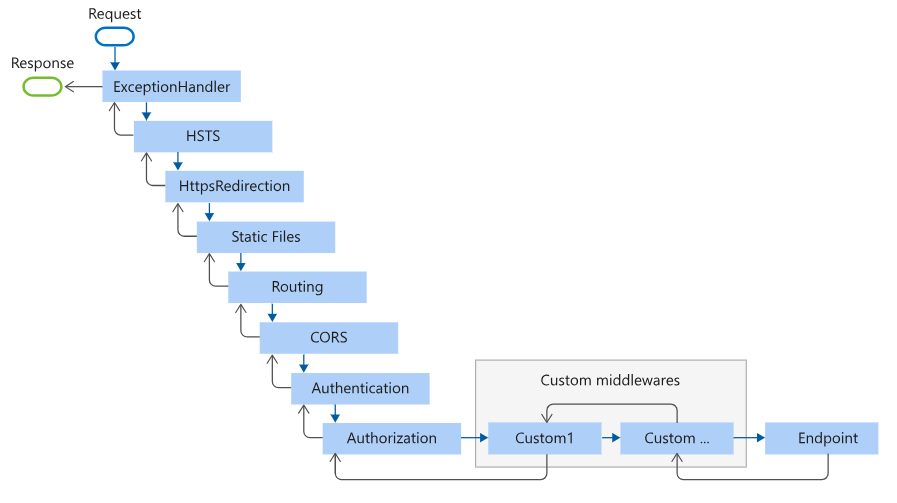 Request
Response
ExceptionHandler
HSTS
HttpsRedirection
Static Files
Routing
CORS
Authentication
Custom middlewares
Authorization
Custom1
Custom ...
Endpoint